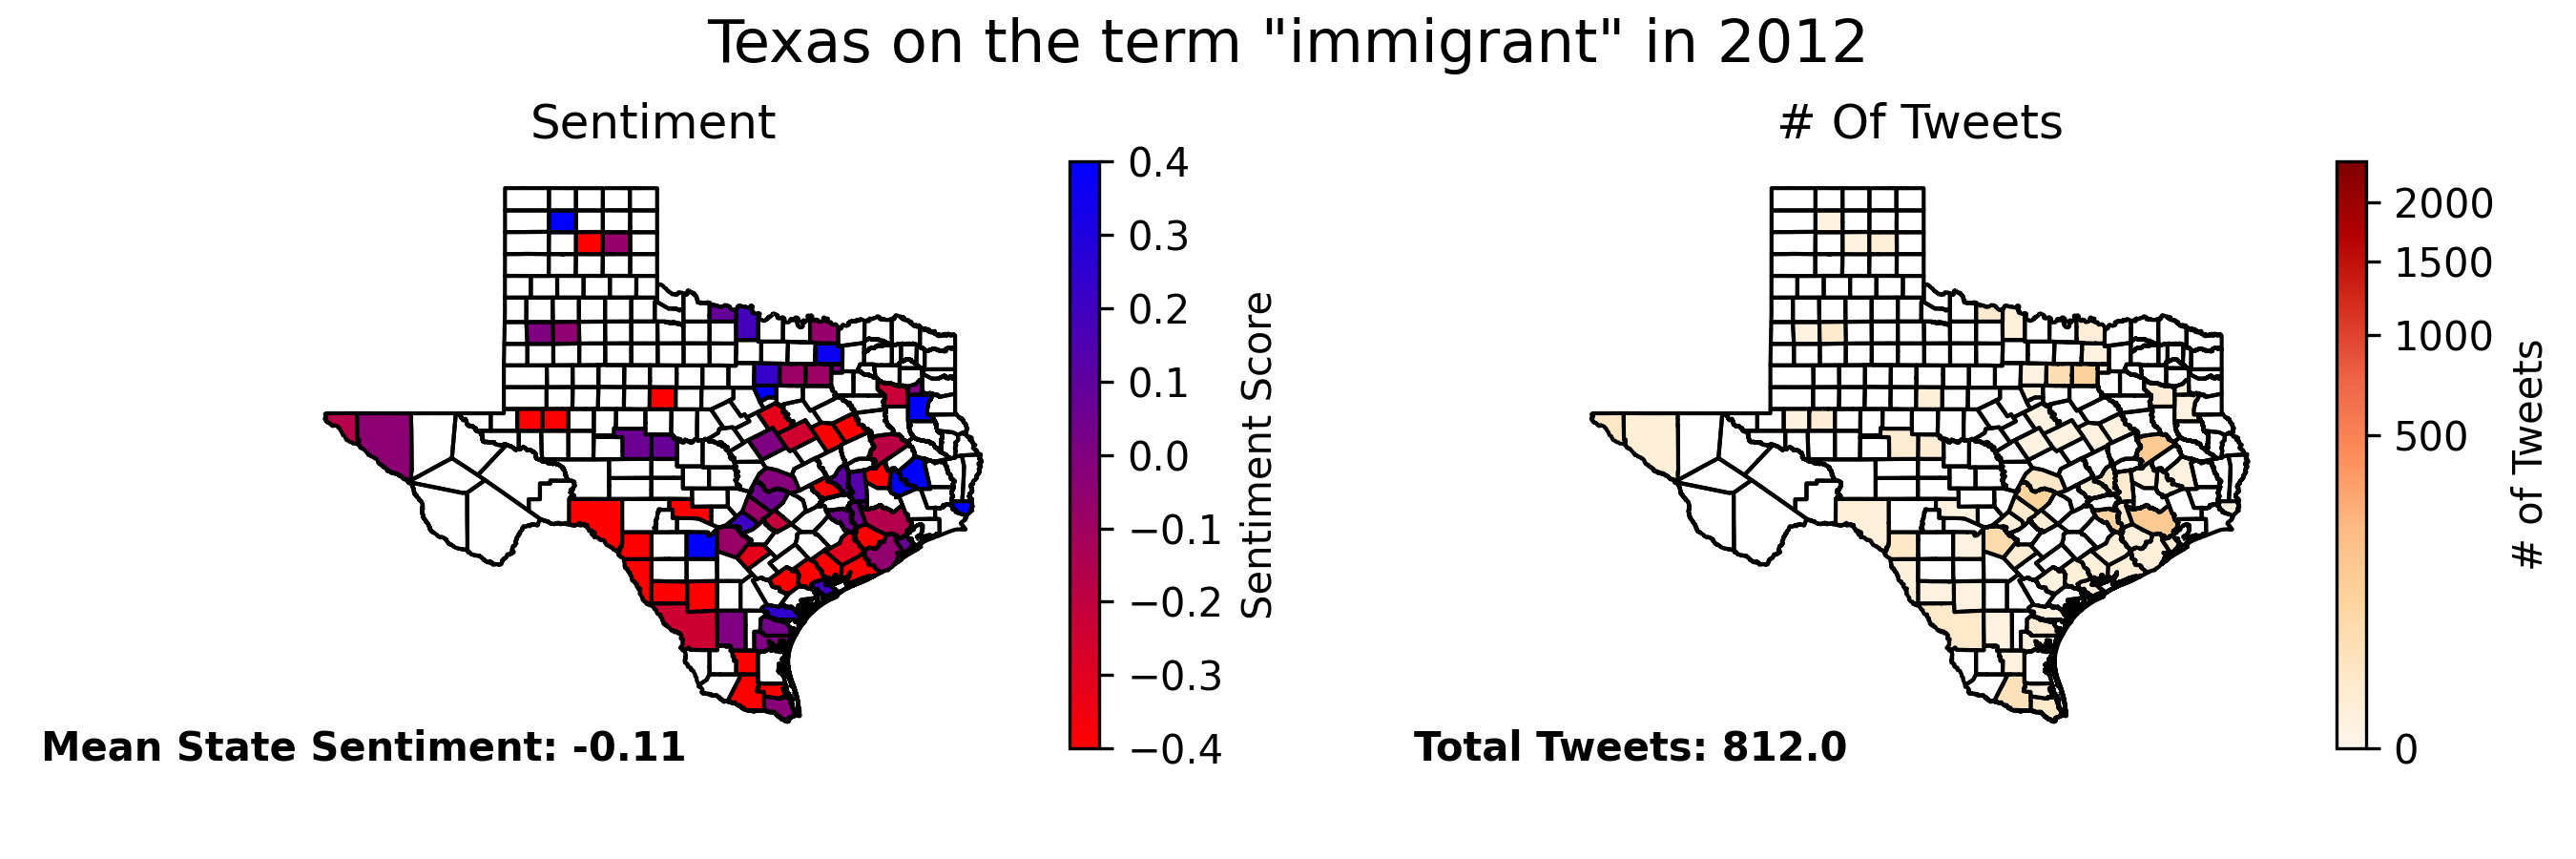 Texas on the term "immigrant" in 2012
Sentiment
0.4
0.3
0.2
0.1
0.0
−0.1
−0.2
−0.3
−0.4
Sentiment Score
Mean State Sentiment: -0.11
# Of Tweets
2000
1500
1000
500
0
# of Tweets
Total Tweets: 812.0